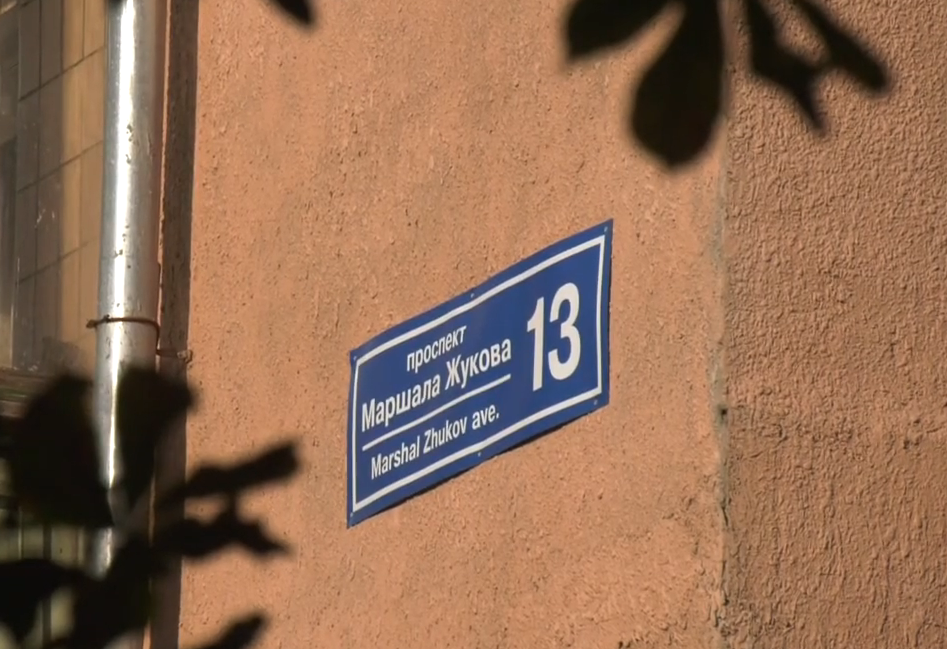 проспект
Маршала Жукова
13
Marshal Zhukov ave.